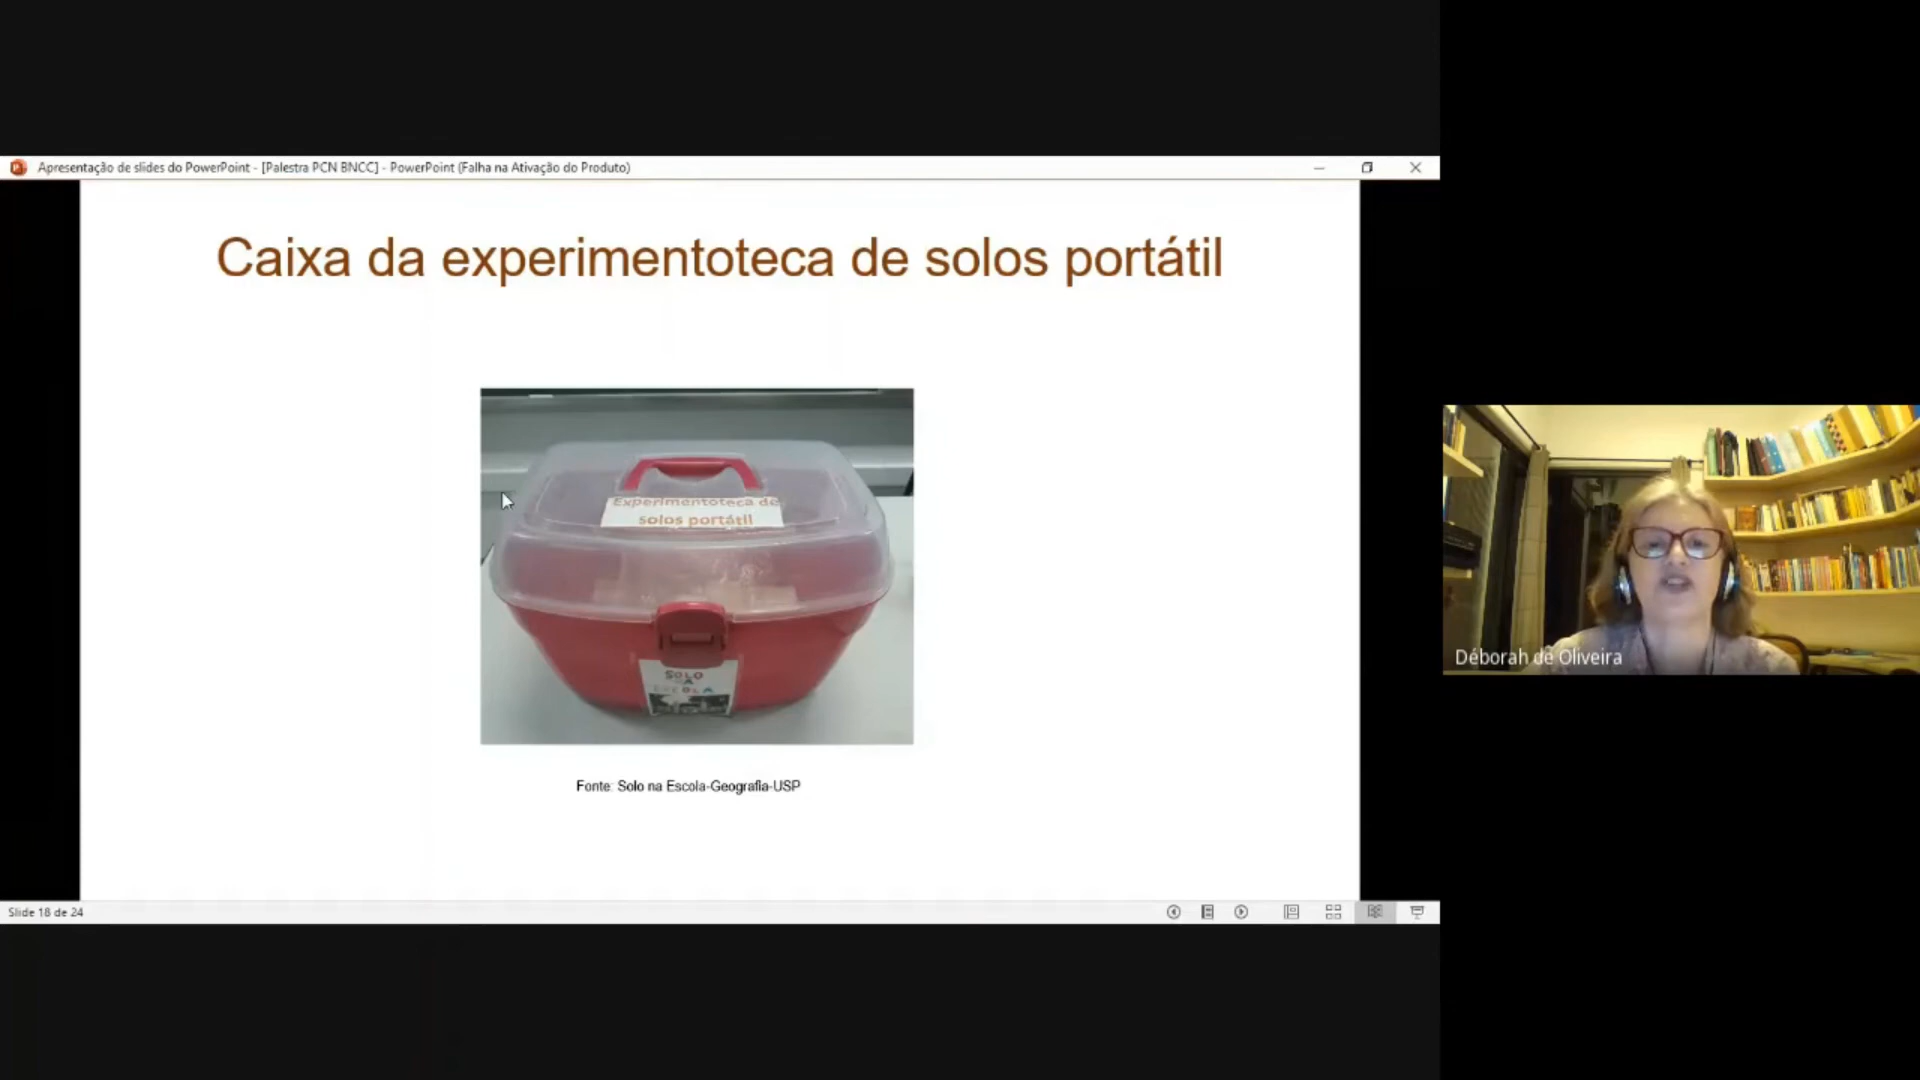 Apresentação de slides do PowerPoint - [Palestra PCN BNCC] - PowerPoint (Falha na Ativação do Produto)
Caixa da experimentoteca de solos portátil
Experimentoteca de
solos portátil
SOLO
NA
ESCOLA
Fonte: Solo na Escola-Geografia-USP
Slide 18 de 24
Déborah de Oliveira